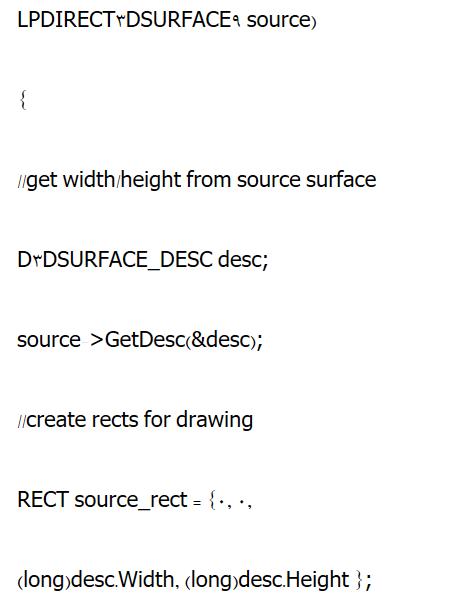 LPDIRECT۳DSURFACE۹ source)
{
//get width/height from source surface
D۳DSURFACE_DESC desc;
source >GetDesc(&desc);
//create rects for drawing
RECT source_rect = {۰, ۰,
(long)desc.Width, (long)desc.Height };